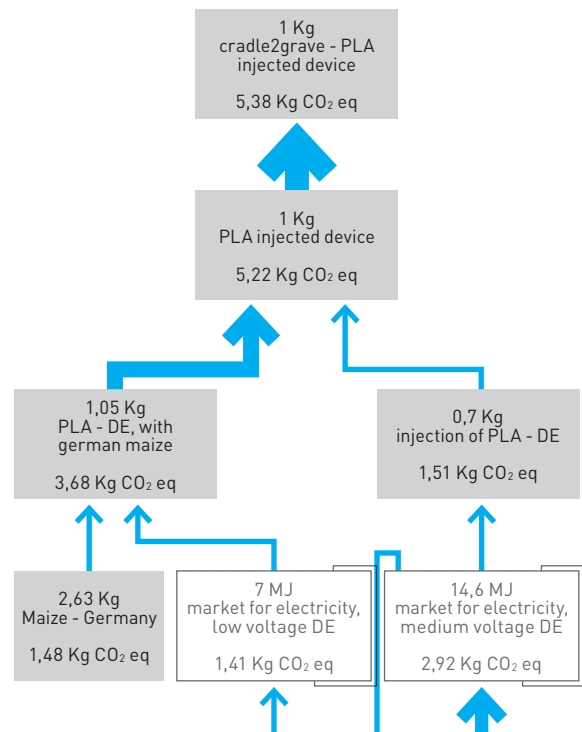 1 Kg
cradle2grave - PLA
injected device
5,38 Kg CO₂ eq
1 Kg
PLA injected device
5,22 Kg CO₂ eq
1,05 Kg
PLA - DE, with
german maize
3,68 Kg CO₂ eq
0,7 Kg
injection of PLA - DE
1,51 Kg CO₂ eq
2,63 Kg
Maize - Germany
1,48 Kg CO₂ eq
7 MJ
market for electricity,
low voltage DE
1,41 Kg CO₂ eq
14,6 MJ
market for electricity,
medium voltage DE
2,92 Kg CO₂ eq